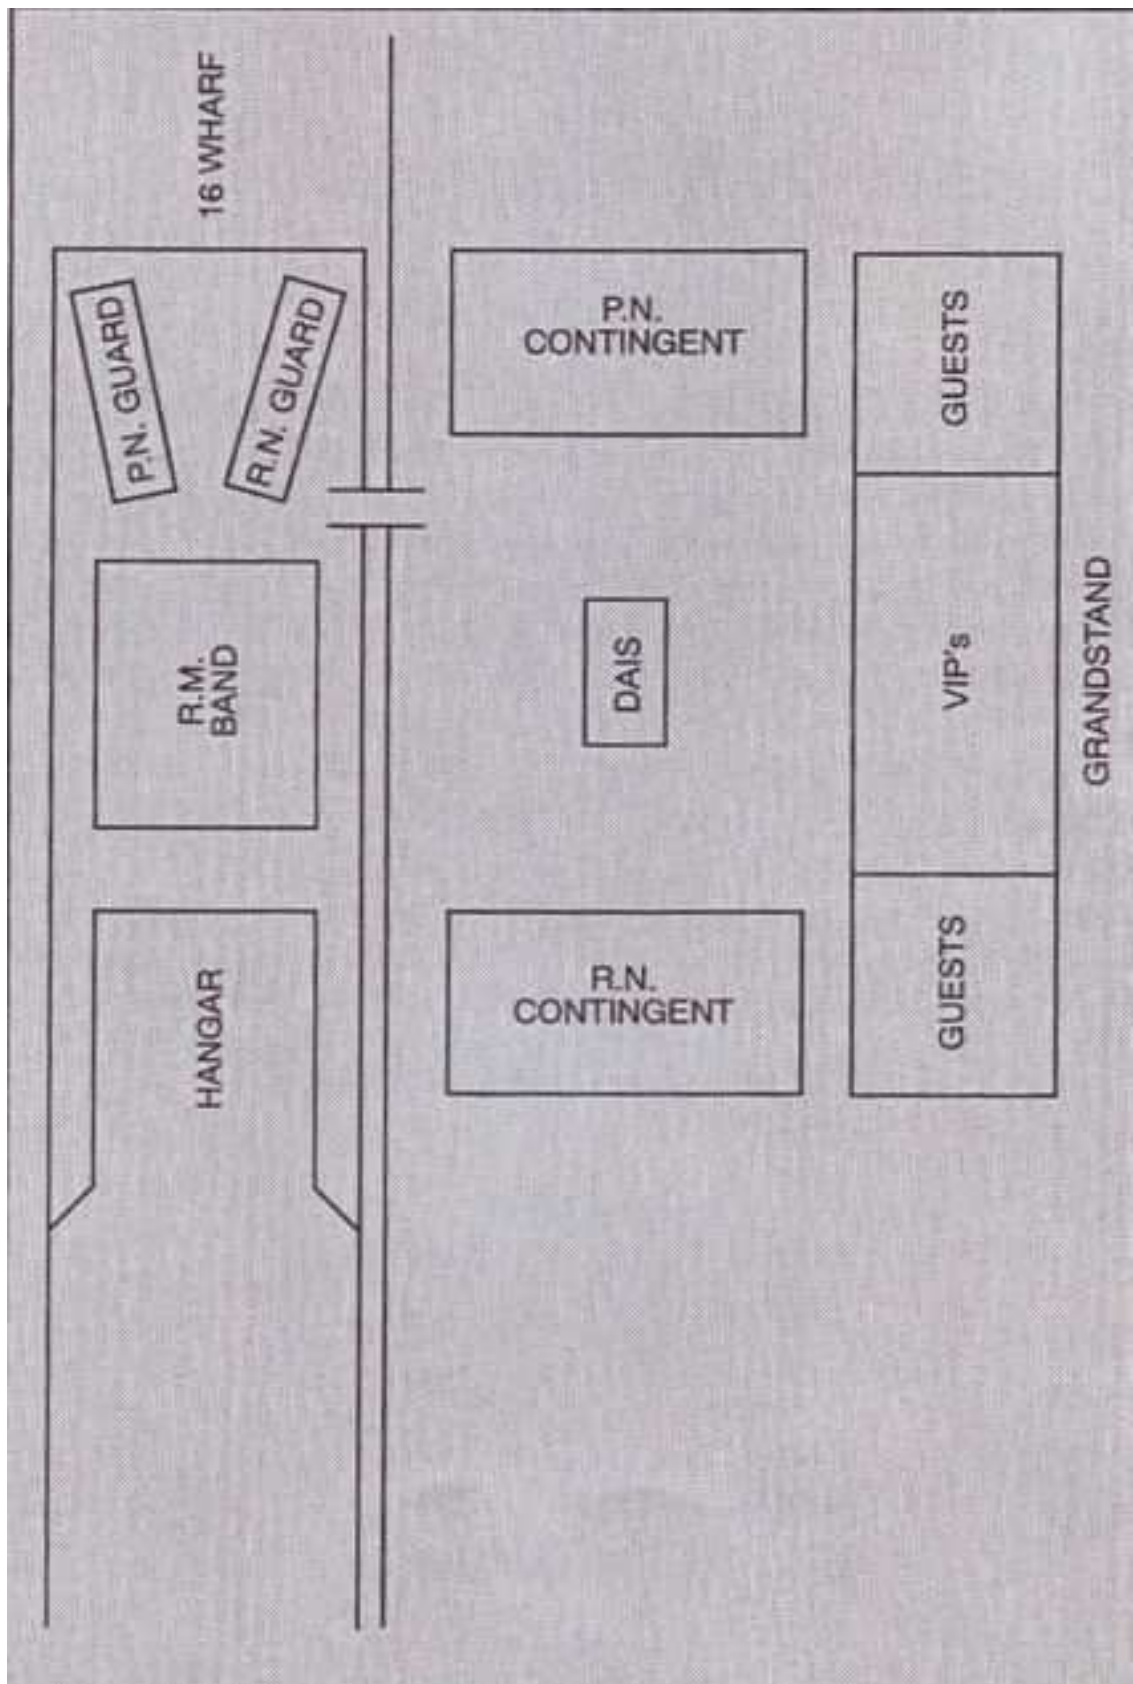 HANGAR
R.M.
BAND
P.N. GUARD
R.N. GUARD
16 WHARF
R.N.
CONTINGENT
DAIS
P.N.
CONTINGENT
GUESTS
VIP's
GUESTS
GRANDSTAND